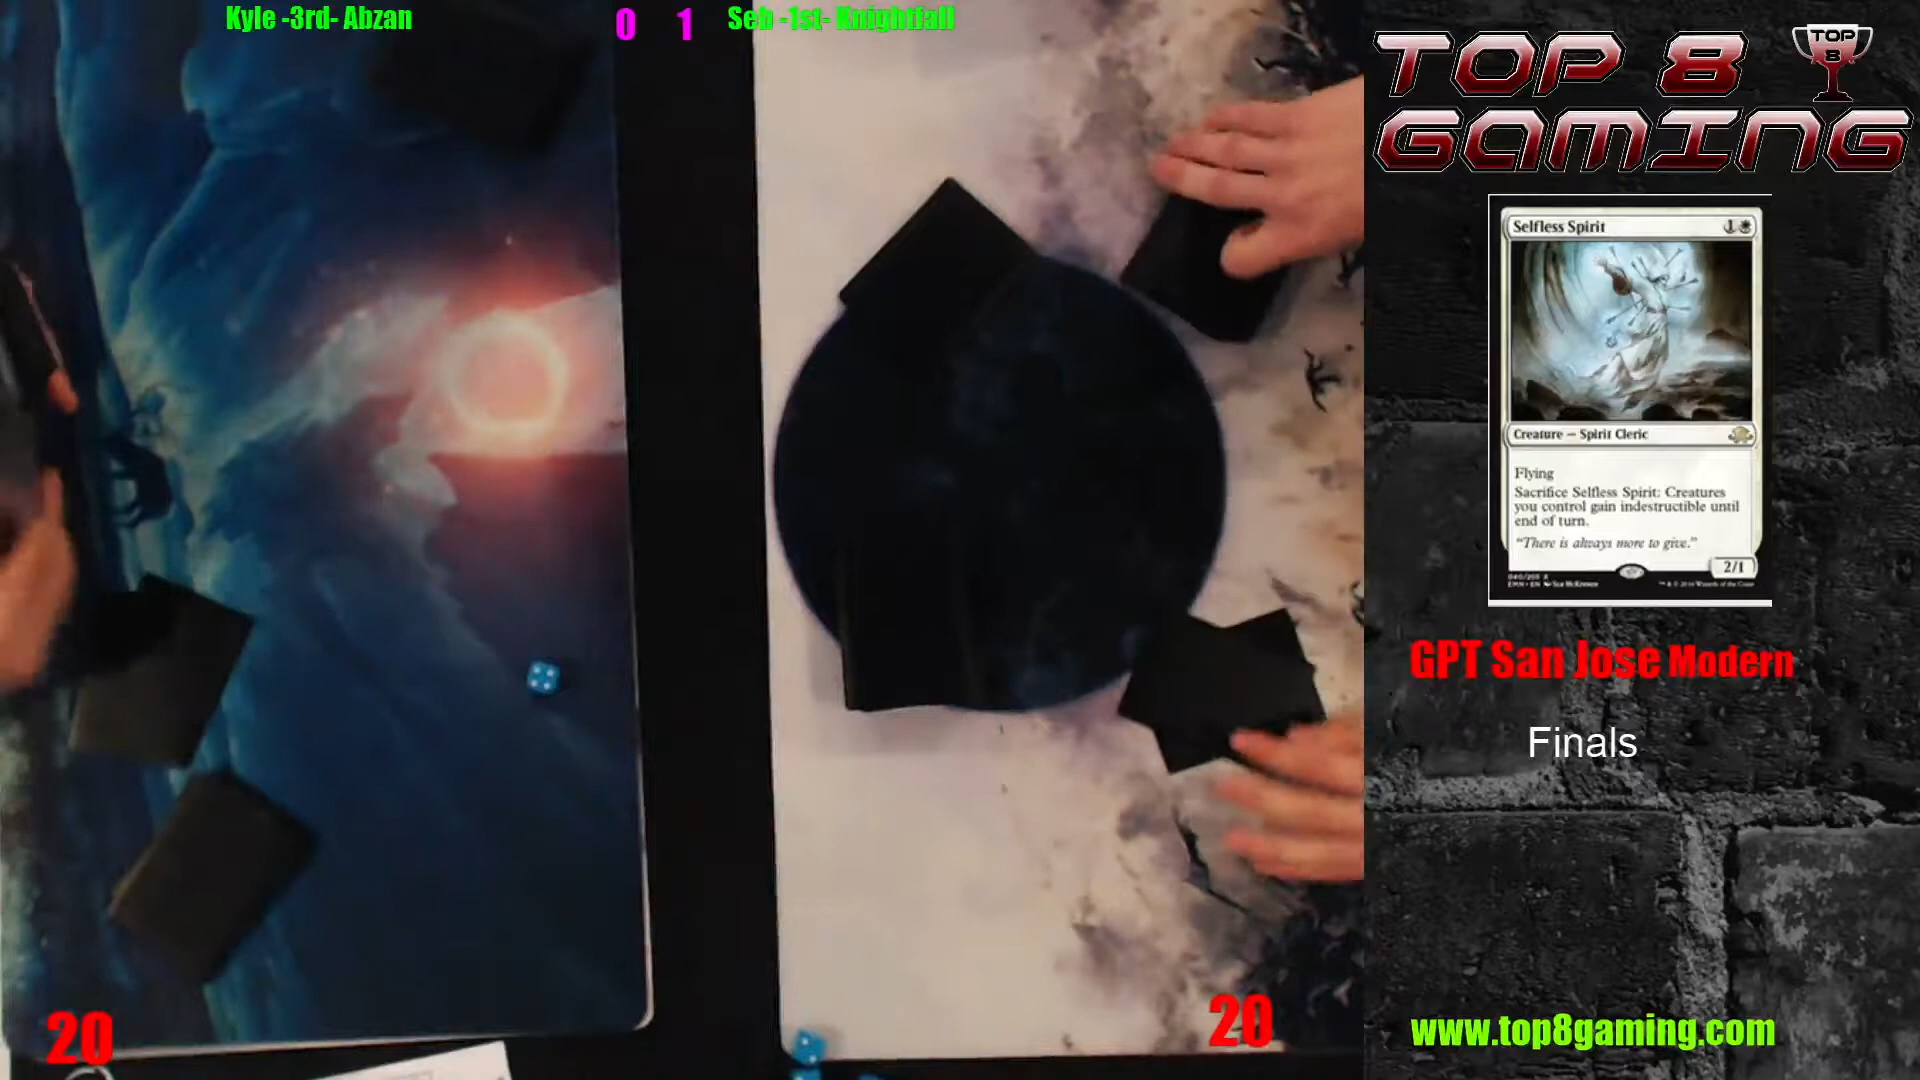 Kyle -3rd- Abzan
0 1
Seb -1st- Knightfall
TOP 8
TOP
8
GAMING
Selfless Spirit 1
Creature — Spirit Cleric
Flying
Sacrifice Selfless Spirit: Creatures
you control gain indestructible until
end of turn.
"There is always more to give."
2/1
GPT San Jose Modern
Finals
20
20
www.top8gaming.com